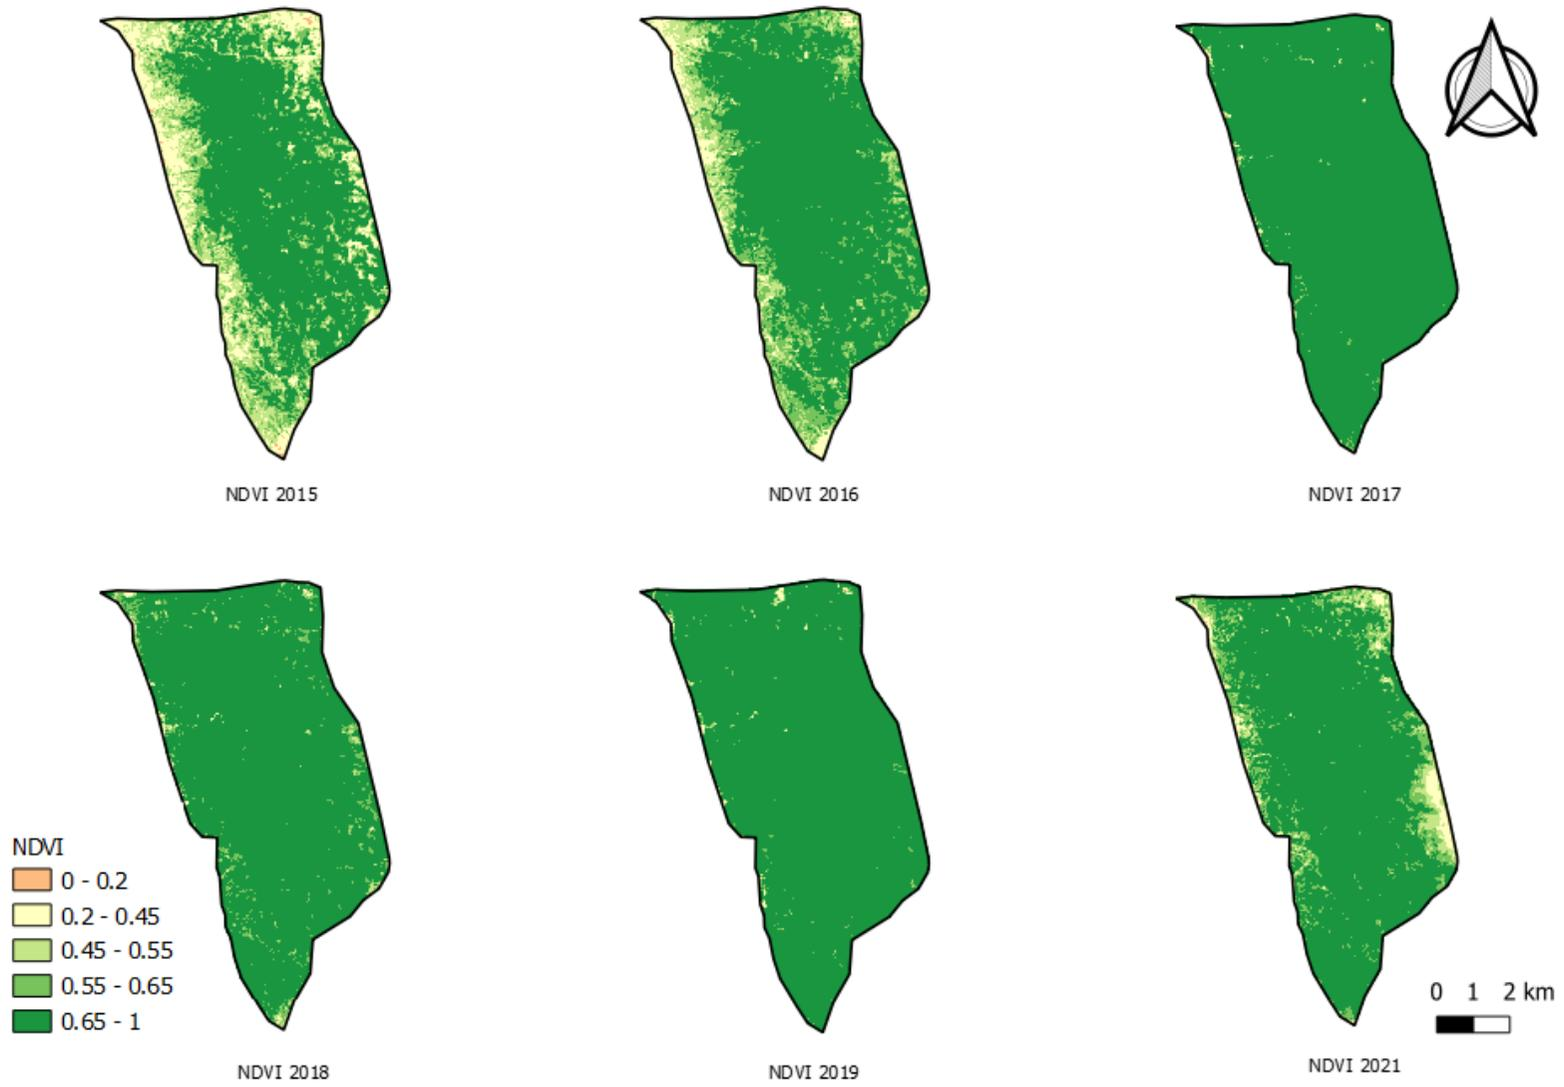 NDVI 2015
NDVI 2016
NDVI 2017
NDVI
0 - 0.2
0.2 - 0.45
0.45 - 0.55
0.55 - 0.65
0.65 - 1
0 1 2 km
NDVI 2018
NDVI 2019
NDVI 2021